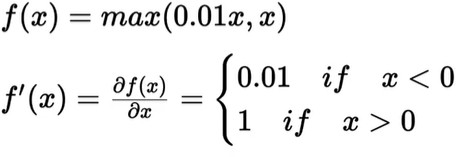 f(x) = max(0.01x, x)
f'(x) = ∂f(x)/∂x = { 0.01 if x < 0
1 if x > 0